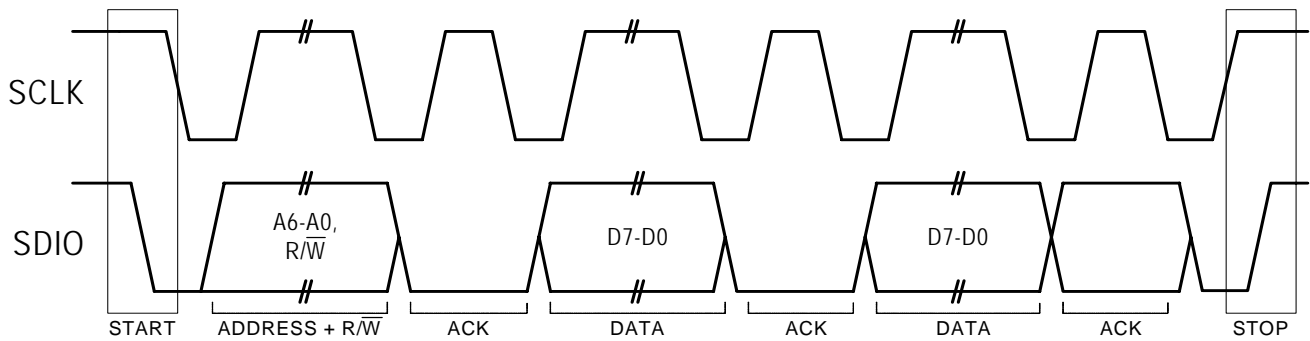 SCLK
SDIO
A6-A0,
R/W̅
D7-D0
D7-D0
START
ADDRESS + R/W̅
ACK
DATA
ACK
DATA
ACK
STOP